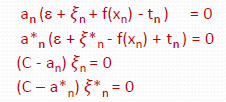 aₙ (ε + ξₙ + f(xₙ) - tₙ ) = 0
a*ₙ (ε + ξ*ₙ - f(xₙ) + tₙ ) = 0
(C - aₙ) ξₙ = 0
(C – a*ₙ) ξ*ₙ = 0